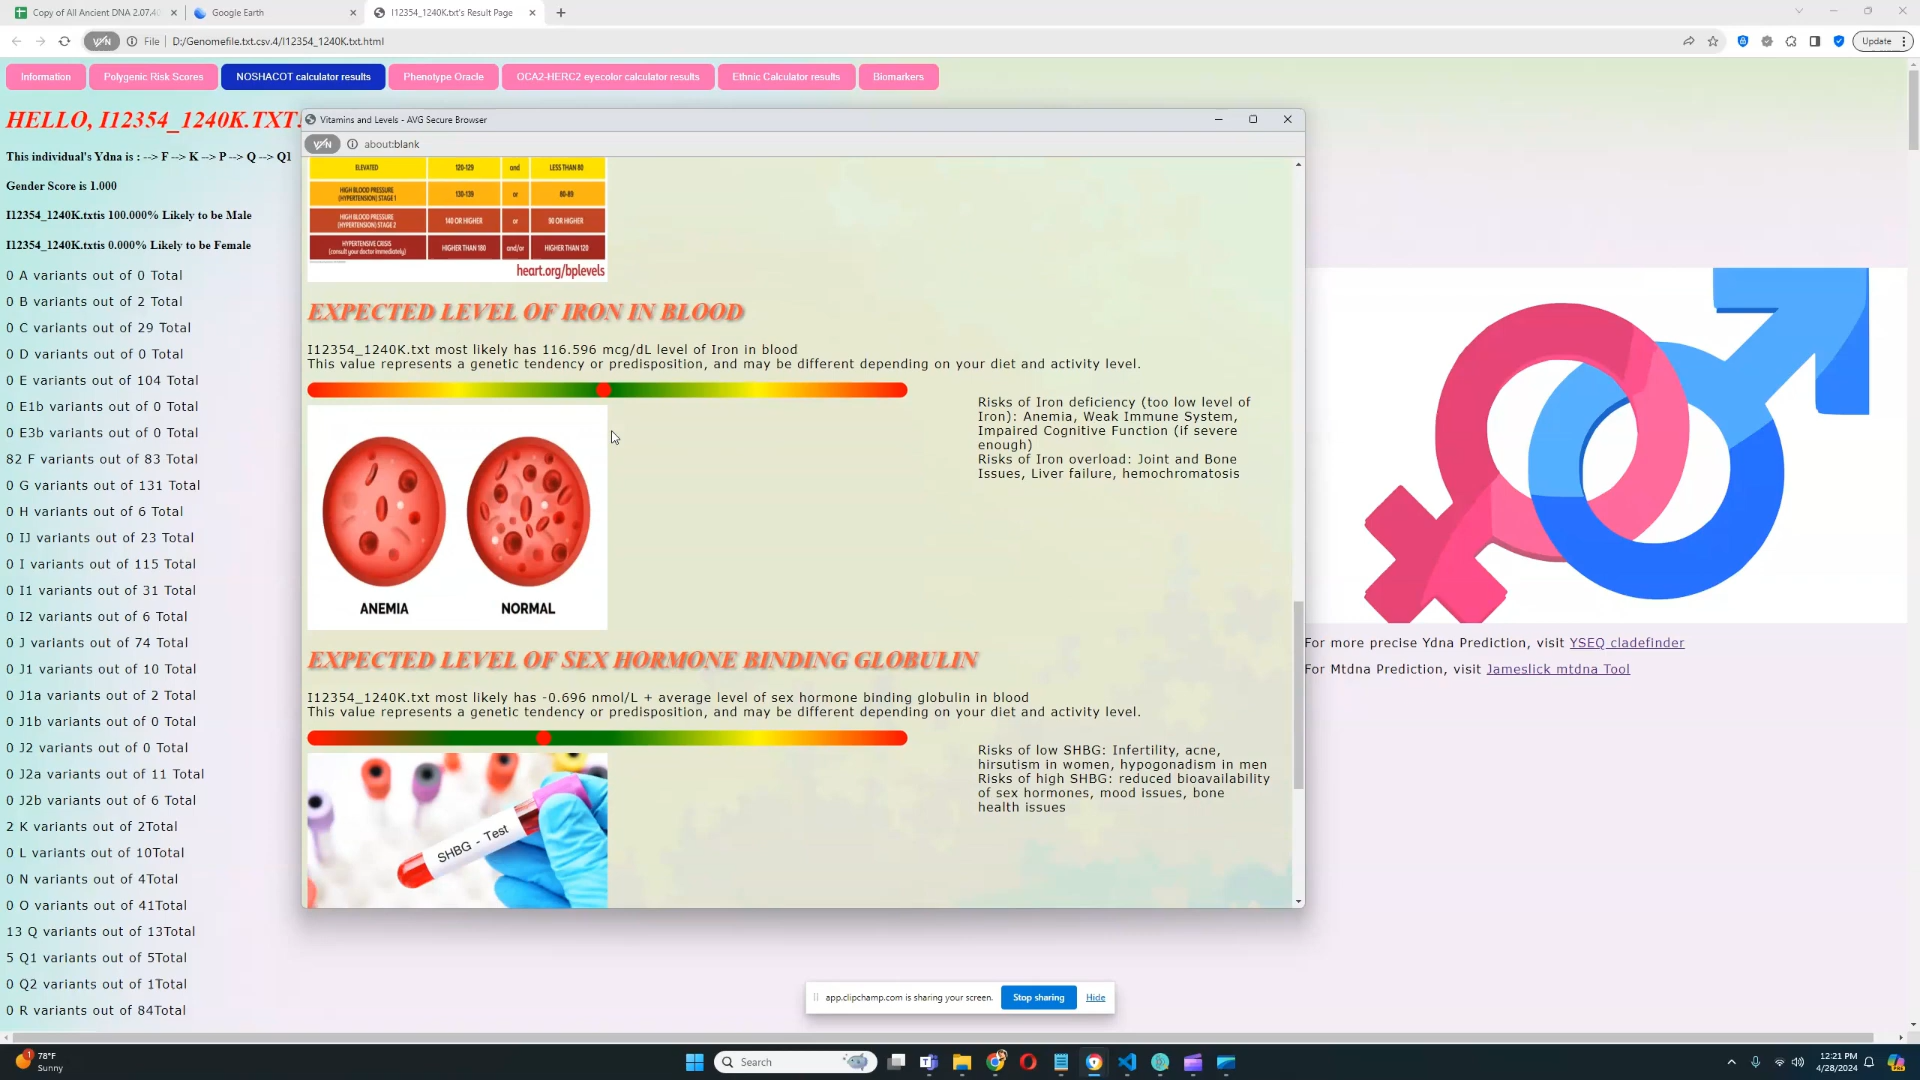 Copy of All Ancient DNA 2.07.40
Google Earth
I12354_1240K.txt's Result Page
File
D:/Genomefile.txt.csv.4/I12354_1240K.txt.html
Update
Information
Polygenic Risk Scores
NOSHACOT calculator results
Phenotype Oracle
OCA2-HERC2 eyecolor calculator results
Ethnic Calculator results
Biomarkers
HELLO, I12354_1240K.TXT
This individual's Ydna is : --> F --> K --> P --> Q --> Q1
Gender Score is 1.000
I12354_1240K.txtis 100.000% Likely to be Male
I12354_1240K.txtis 0.000% Likely to be Female
0 A variants out of 0 Total
0 B variants out of 2 Total
0 C variants out of 29 Total
0 D variants out of 0 Total
0 E variants out of 104 Total
0 E1b variants out of 0 Total
0 E3b variants out of 0 Total
82 F variants out of 83 Total
0 G variants out of 131 Total
0 H variants out of 6 Total
0 IJ variants out of 23 Total
0 I variants out of 115 Total
0 I1 variants out of 31 Total
0 I2 variants out of 6 Total
0 J variants out of 74 Total
0 J1 variants out of 10 Total
0 J1a variants out of 2 Total
0 J1b variants out of 0 Total
0 J2 variants out of 0 Total
0 J2a variants out of 11 Total
0 J2b variants out of 6 Total
2 K variants out of 2Total
0 L variants out of 10Total
0 N variants out of 4Total
0 O variants out of 41Total
13 Q variants out of 13Total
5 Q1 variants out of 5Total
0 Q2 variants out of 1Total
0 R variants out of 84Total
Vitamins and Levels - AVG Secure Browser
about:blank
ELEVATED 120-129 and LESS THAN 80
HIGH BLOOD PRESSURE
(HYPERTENSION) STAGE 1 130-139 or 80-89
HIGH BLOOD PRESSURE
(HYPERTENSION) STAGE 2 140 OR HIGHER or 90 OR HIGHER
HYPERTENSIVE CRISIS
(consult your doctor immediately) HIGHER THAN 180 and/or HIGHER THAN 120
heart.org/bplevels
EXPECTED LEVEL OF IRON IN BLOOD
I12354_1240K.txt most likely has 116.596 mcg/dL level of Iron in blood
This value represents a genetic tendency or predisposition, and may be different depending on your diet and activity level.
Risks of Iron deficiency (too low level of
Iron): Anemia, Weak Immune System,
Impaired Cognitive Function (if severe
enough)
Risks of Iron overload: Joint and Bone
Issues, Liver failure, hemochromatosis
ANEMIA
NORMAL
EXPECTED LEVEL OF SEX HORMONE BINDING GLOBULIN
I12354_1240K.txt most likely has -0.696 nmol/L + average level of sex hormone binding globulin in blood
This value represents a genetic tendency or predisposition, and may be different depending on your diet and activity level.
Risks of low SHBG: Infertility, acne,
hirsutism in women, hypogonadism in men
Risks of high SHBG: reduced bioavailability
of sex hormones, mood issues, bone
health issues
SHBG - Test
For more precise Ydna Prediction, visit YSEQ cladefinder
For Mtdna Prediction, visit Jameslick mtdna Tool
app.clipchamp.com is sharing your screen.
Stop sharing
Hide
1
78°F
Sunny
Search
12:21 PM
4/28/2024